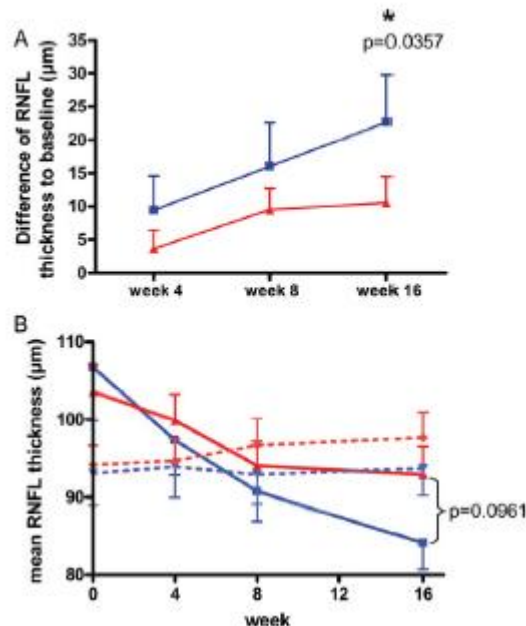 A
*
p=0.0357
Difference of RNFL
thickness to baseline (µm)
35
30
25
20
15
10
5
0
week 4
week 8
week 16
B
mean RNFL thickness (µm)
110
100
90
80
p=0.0961
0
4
8
12
16
week